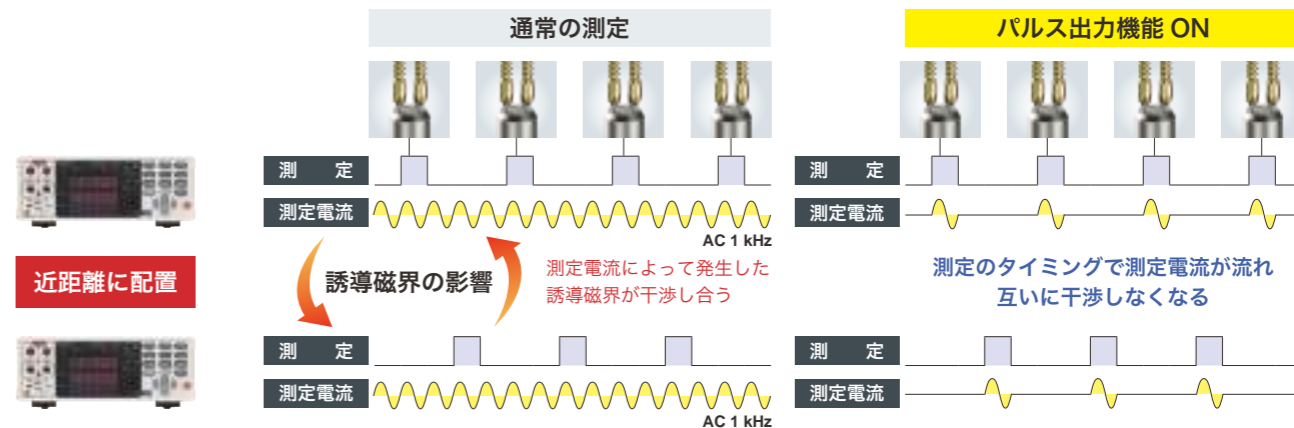 通常の測定
パルス出力機能 ON
測 定
測 定
測定電流
測定電流
AC 1 kHz
近距離に配置
誘導磁界の影響
測定電流によって発生した
誘導磁界が干渉し合う
測定のタイミングで測定電流が流れ
互いに干渉しなくなる
測 定
測 定
測定電流
測定電流
AC 1 kHz